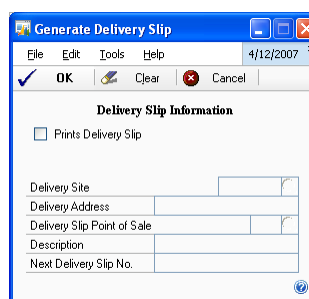 Generate Delivery Slip
File Edit Tools Help 4/12/2007
OK Clear Cancel
Delivery Slip Information
Prints Delivery Slip
Delivery Site
Delivery Address
Delivery Slip Point of Sale
Description
Next Delivery Slip No.